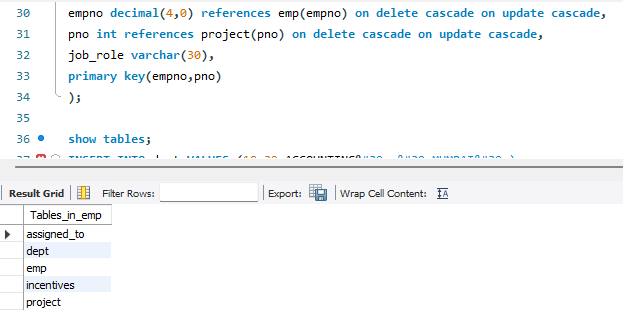 30 empno decimal(4,0) references emp(empno) on delete cascade on update cascade,
31 pno int references project(pno) on delete cascade on update cascade,
32 job_role varchar(30),
33 primary key(empno,pno)
34 );
35
36 show tables;
Result Grid Filter Rows: Export: Wrap Cell Content:
Tables_in_emp
assigned_to
dept
emp
incentives
project